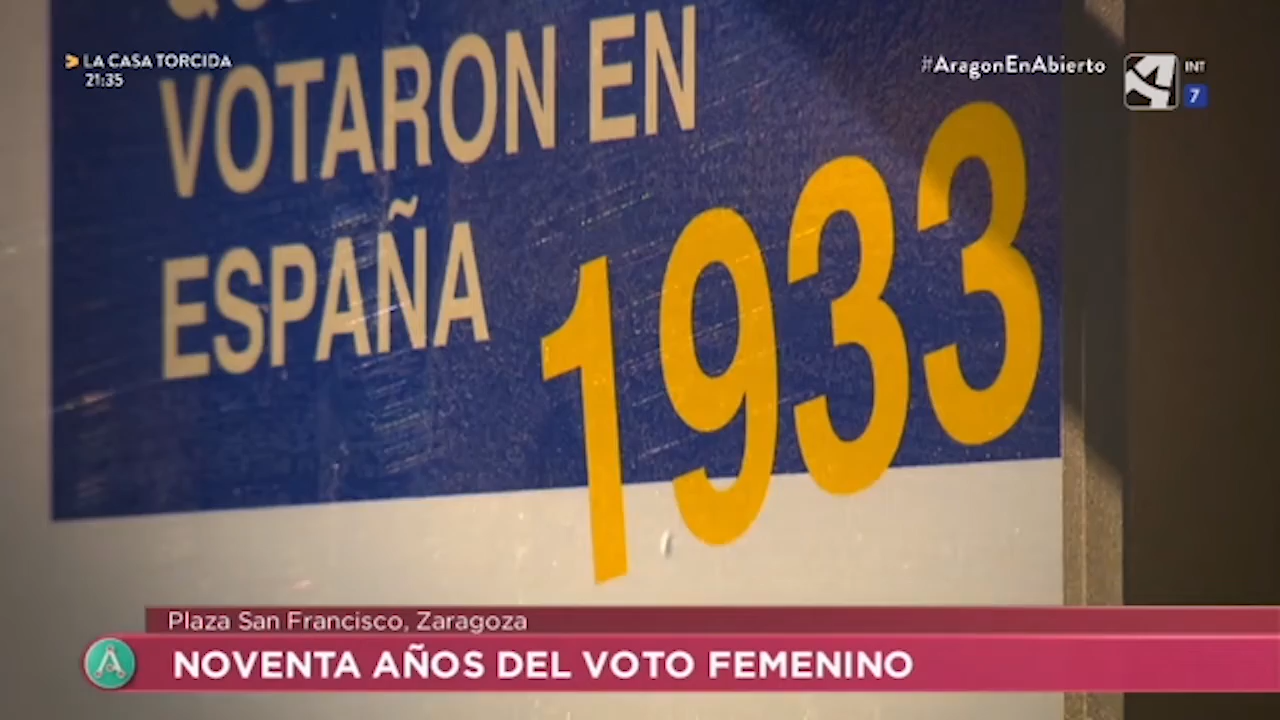 LA CASA TORCIDA
21:35
#AragonEnAbierto
INT
7
VOTARON EN
ESPAÑA
1933
Plaza San Francisco, Zaragoza
NOVENTA AÑOS DEL VOTO FEMENINO